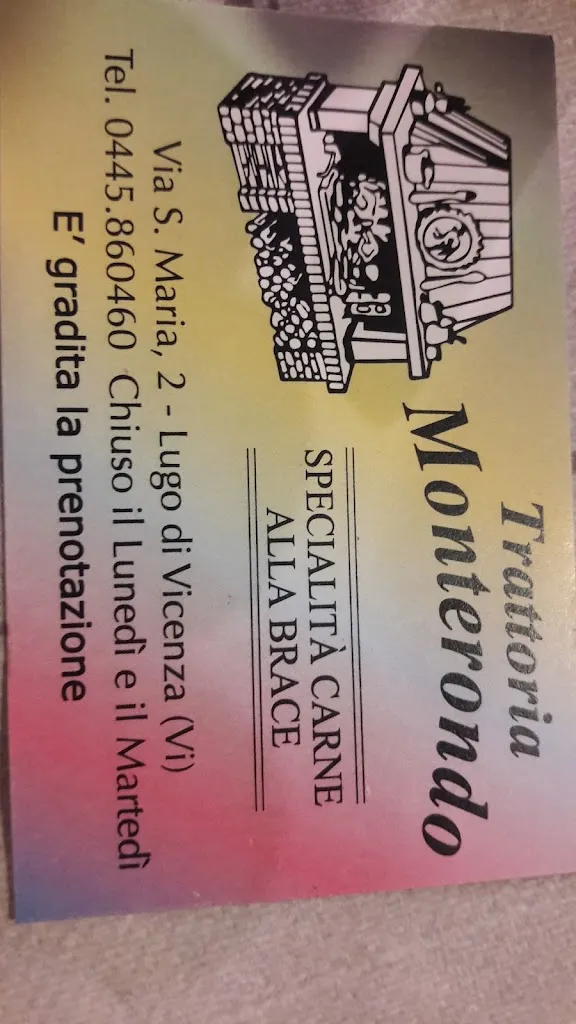 Trattoria
Monterondo
SPECIALITÀ CARNE
ALLA BRACE
Via S. Maria, 2 - Lugo di Vicenza (Vi)
Tel. 0445.860460 Chiuso il Lunedì e il Martedì
E' gradita la prenotazione